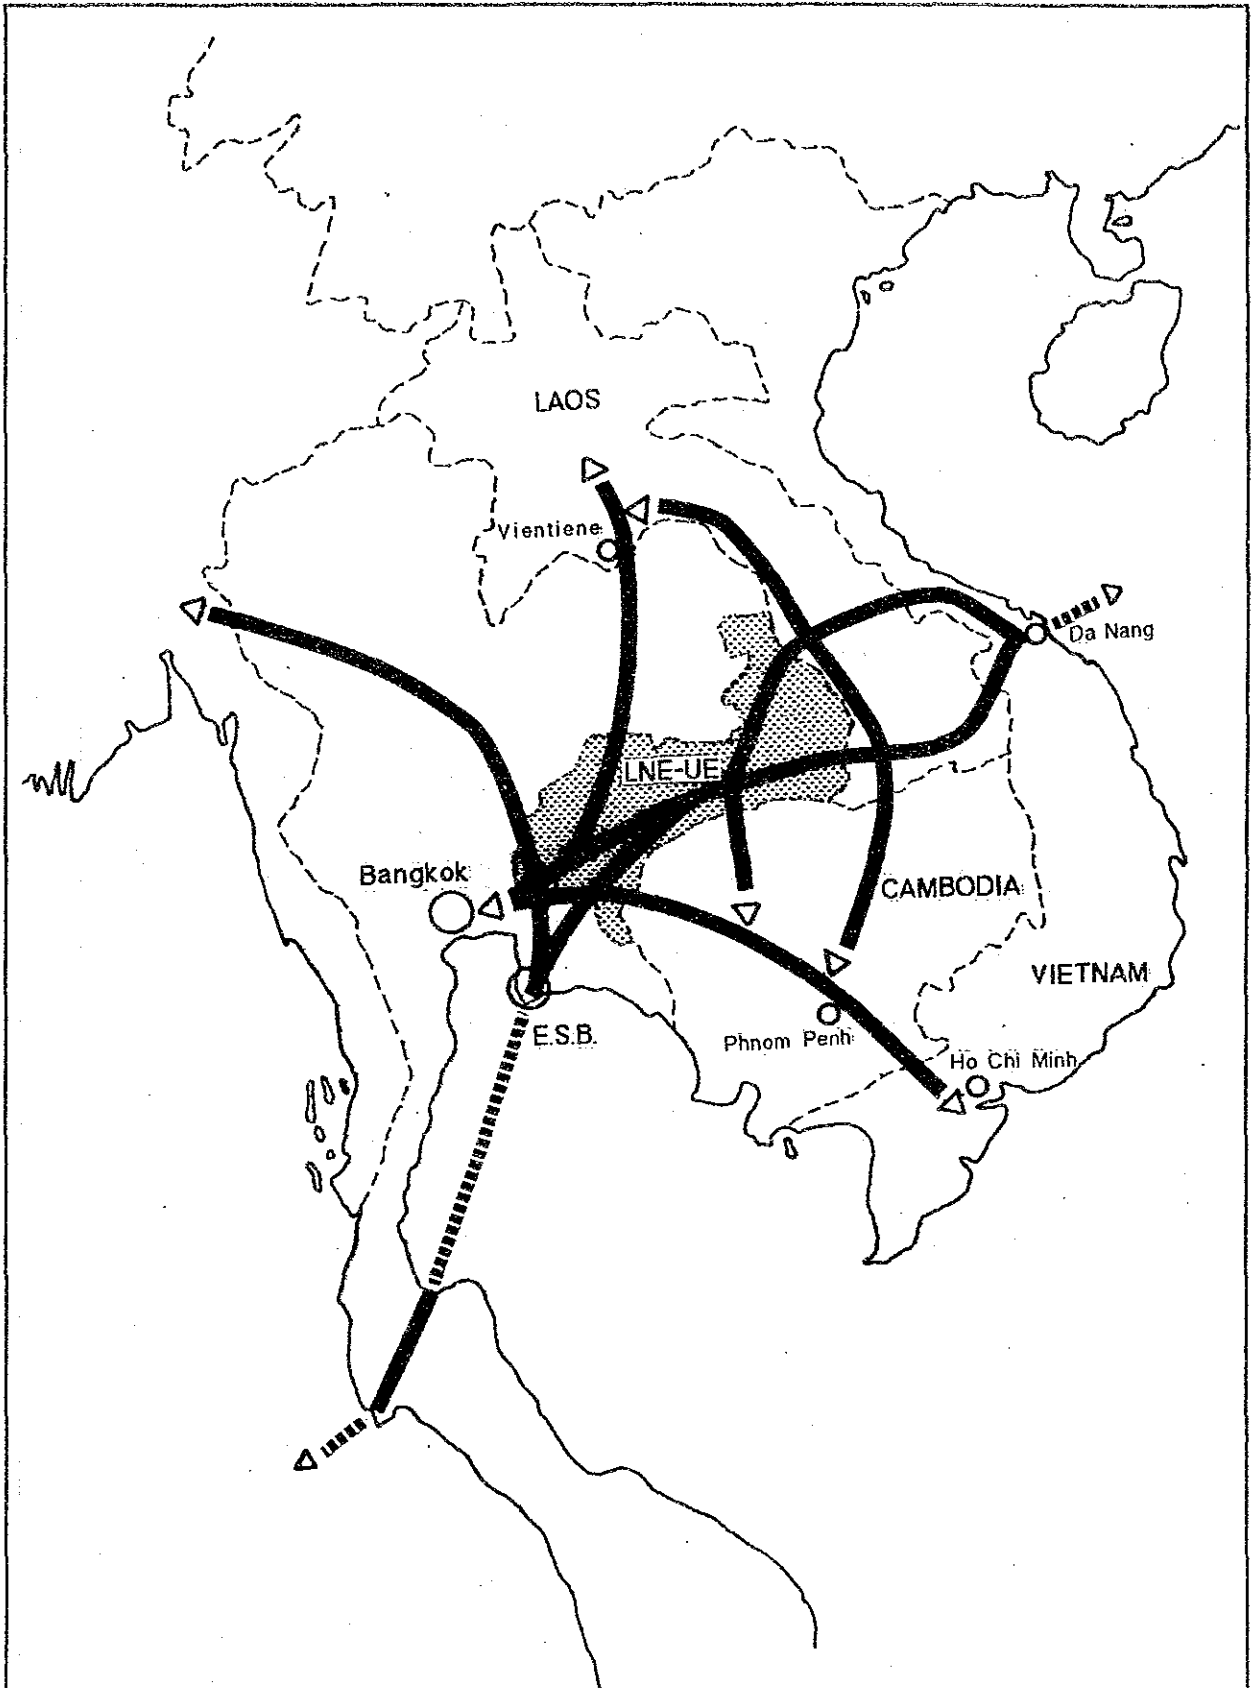 LAOS
Vientiene
Da Nang
LNE-UE
Bangkok
CAMBODIA
VIETNAM
E.S.B.
Phnom Penh
Ho Chi Minh